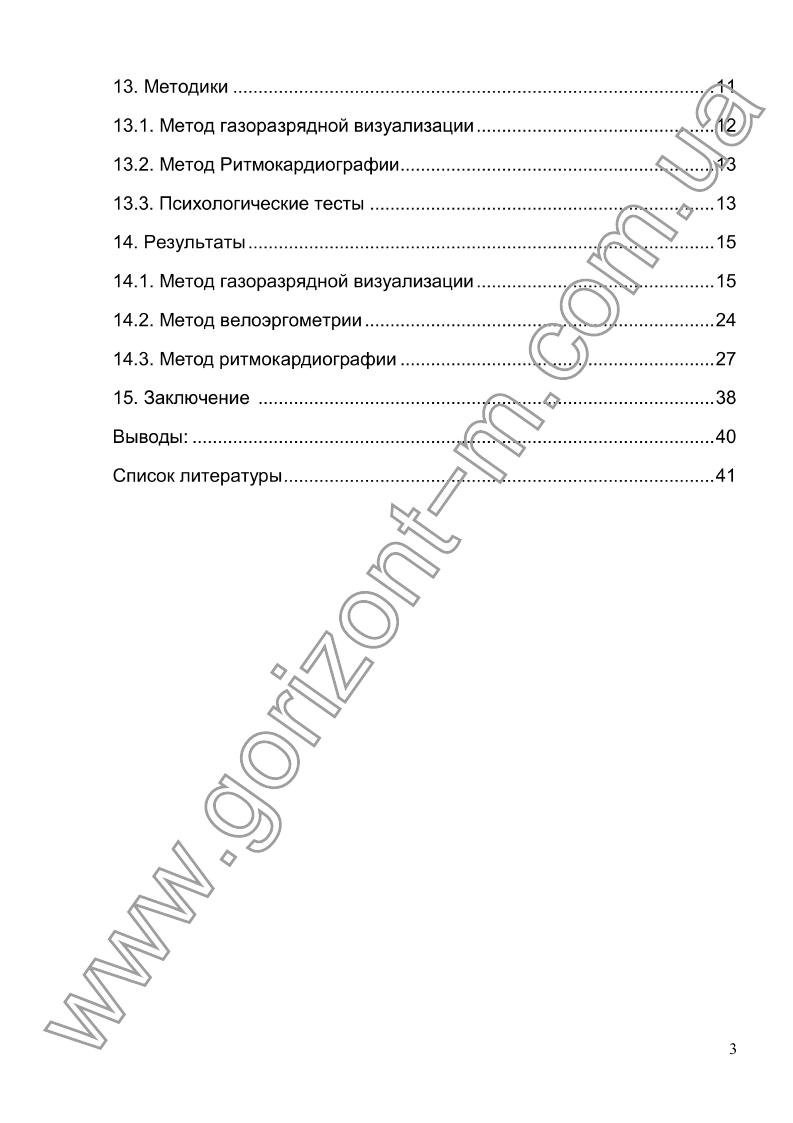 13. Методики ........................................................................................... 11
13.1. Метод газоразрядной визуализации .............................................. 12
13.2. Метод Ритмокардиографии............................................................. 13
13.3. Психологические тесты ................................................................... 13
14. Результаты ........................................................................................... 15
14.1. Метод газоразрядной визуализации .............................................. 15
14.2. Метод велоэргометрии .................................................................... 24
14.3. Метод ритмокардиографии ............................................................. 27
15. Заключение ......................................................................................... 38
Выводы: ...................................................................................................... 40
Список литературы.................................................................................... 41
www.gorizont-m.com.ua
3